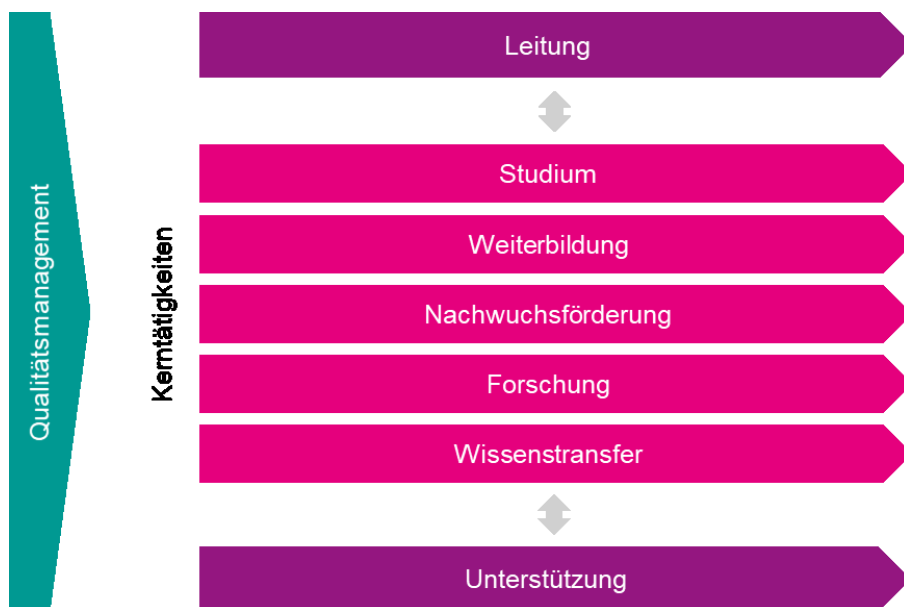 Qualitätsmanagement
Kerntätigkeiten
Leitung
Studium
Weiterbildung
Nachwuchsförderung
Forschung
Wissenstransfer
Unterstützung